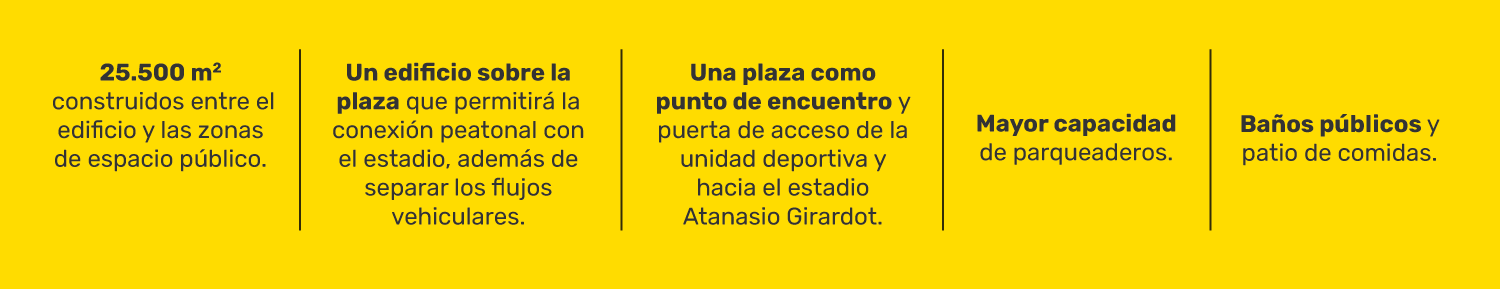 25.500 m²
construidos entre el
edificio y las zonas
de espacio público.
Un edificio sobre la
plaza que permitirá la
conexión peatonal con
el estadio, además de
separar los flujos
vehiculares.
Una plaza como
punto de encuentro y
puerta de acceso de la
unidad deportiva y
hacia el estadio
Atanasio Girardot.
Mayor capacidad
de parqueaderos.
Baños públicos y
patio de comidas.